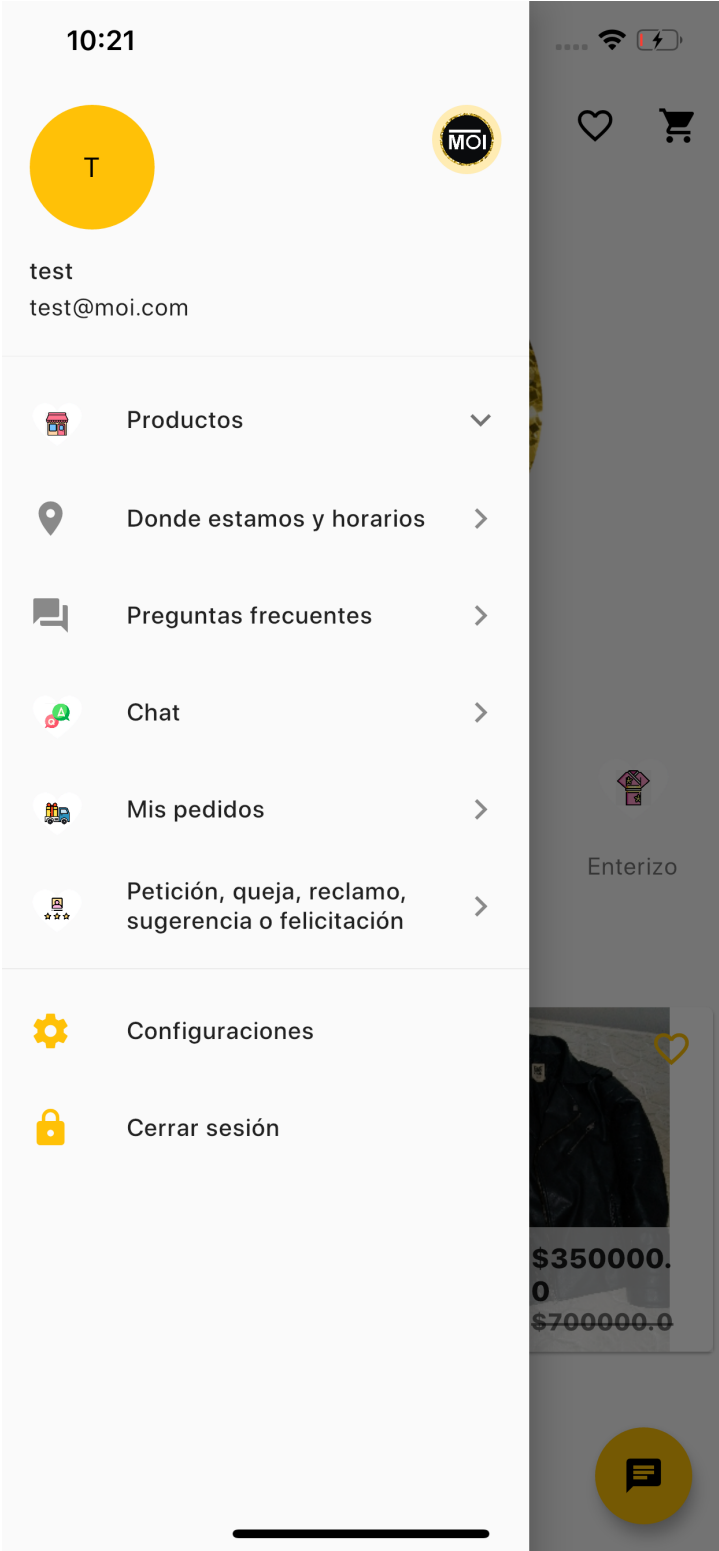 10:21
T
MOI
test
test@moi.com
Productos
Donde estamos y horarios
Preguntas frecuentes
Chat
Mis pedidos
Petición, queja, reclamo,
sugerencia o felicitación
Configuraciones
Cerrar sesión
Enterizo
$350000.
0
$700000.0